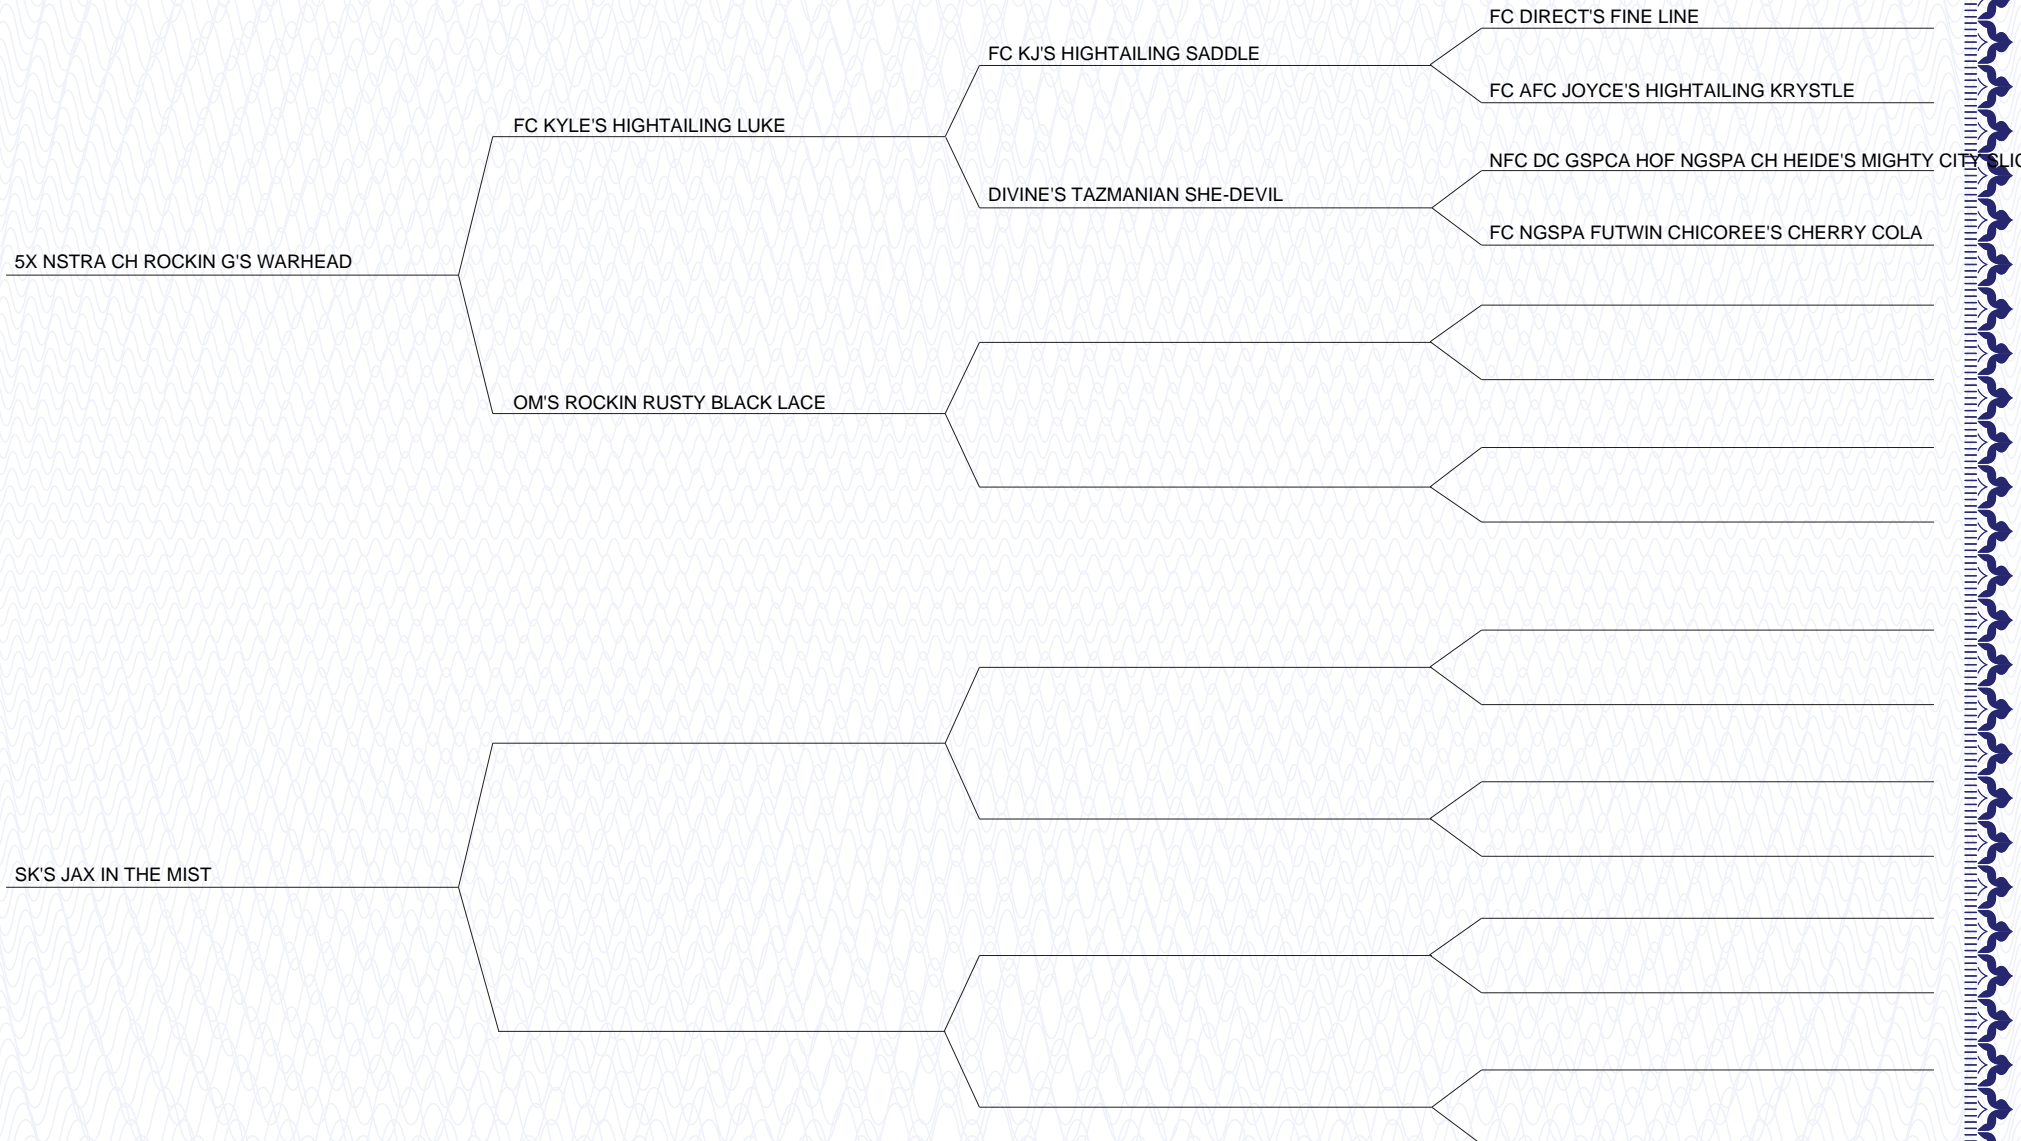 FC DIRECT'S FINE LINE
FC KJ'S HIGHTAILING SADDLE
FC AFC JOYCE'S HIGHTAILING KRYSTLE
FC KYLE'S HIGHTAILING LUKE
NFC DC GSPCA HOF NGSPA CH HEIDE'S MIGHTY CITY
DIVINE'S TAZMANIAN SHE-DEVIL
FC NGSPA FUTWIN CHICOREE'S CHERRY COLA
5X NSTRA CH ROCKIN G'S WARHEAD
OM'S ROCKIN RUSTY BLACK LACE
SK'S JAX IN THE MIST